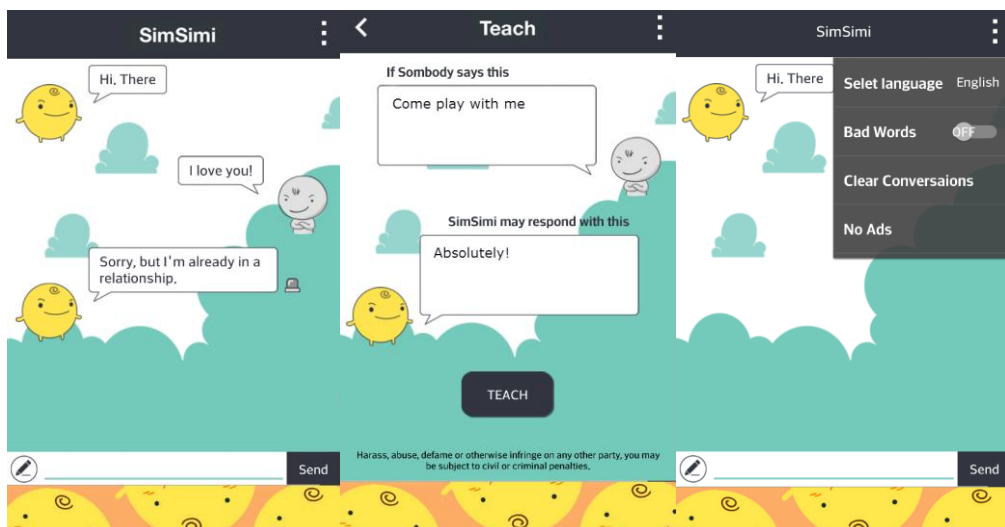 SimSimi
Hi, There
I love you!
Sorry, but I'm already in a
relationship.
Send
Teach
If Sombody says this
Come play with me
SimSimi may respond with this
Absolutely!
TEACH
Harass, abuse, defame or otherwise infringe on any other party, you may
be subject to civil or criminal penalties.
SimSimi
Hi, There
Selet language English
Bad Words OFF
Clear Conversaions
No Ads
Send